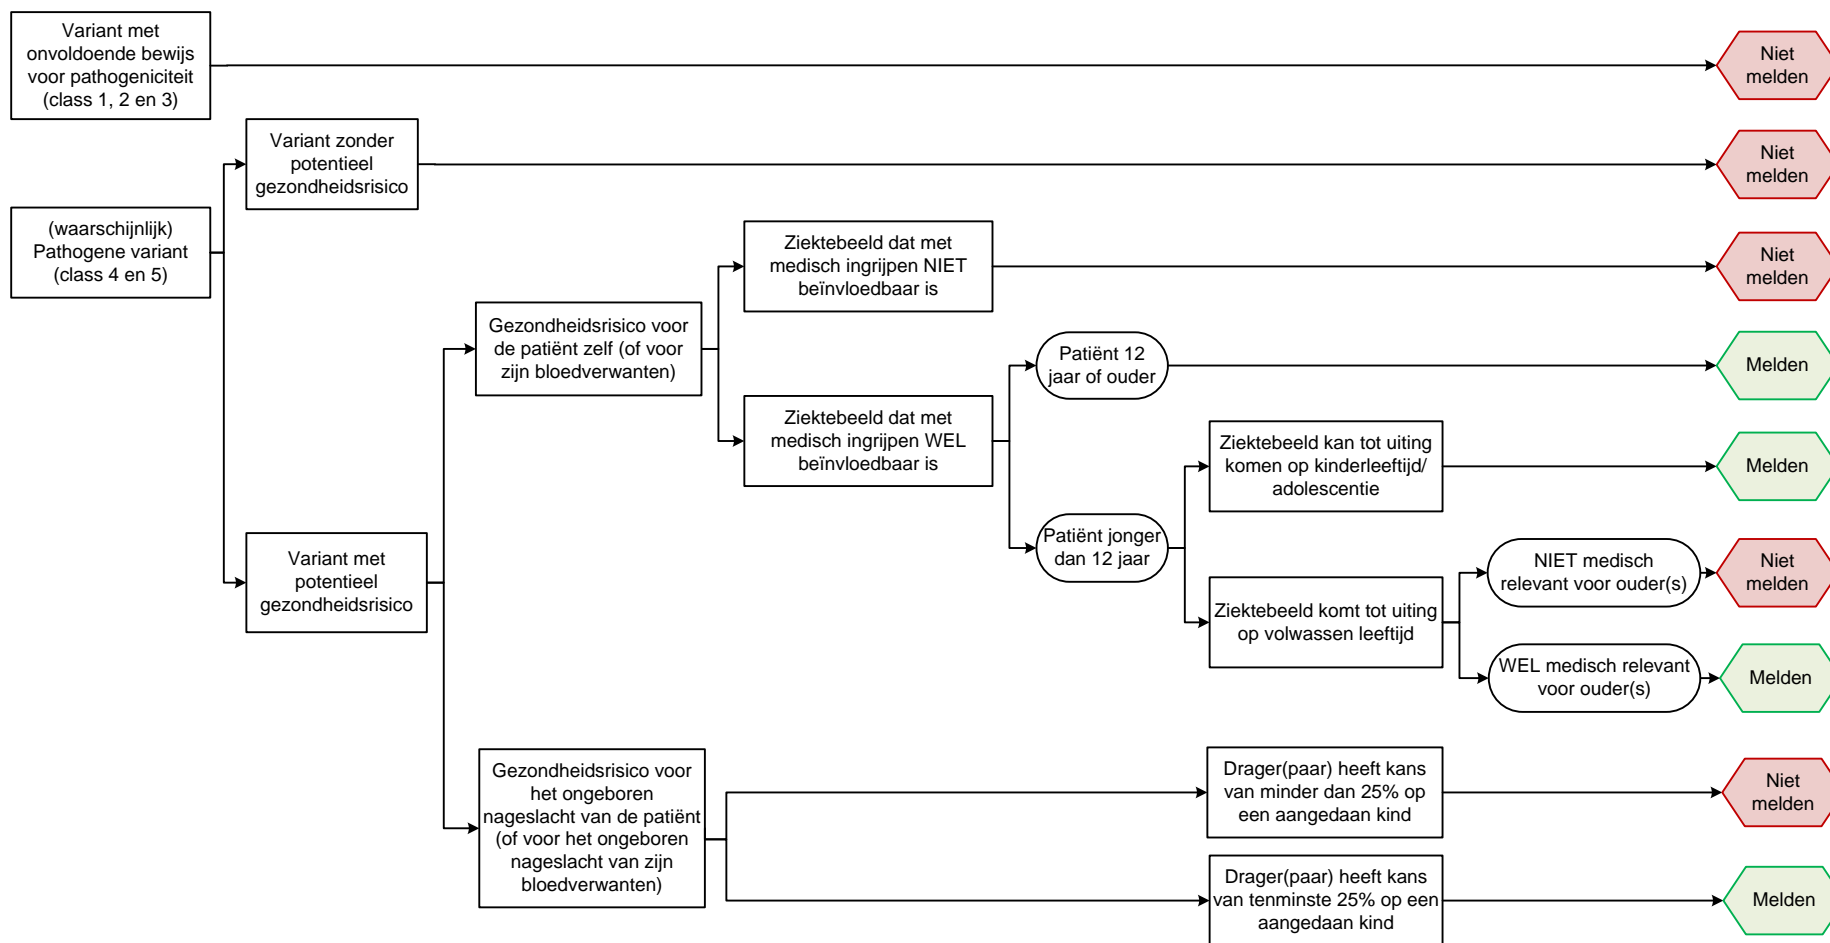 Variant met
onvoldoende bewijs
voor pathogeniciteit
(class 1, 2 en 3)
Niet
melden
Variant zonder
potentieel
gezondheidsrisico
Niet
melden
(waarschijnlijk)
Pathogene variant
(class 4 en 5)
Ziektebeeld dat met
medisch ingrijpen NIET
beïnvloedbaar is
Niet
melden
Gezondheidsrisico voor
de patiënt zelf (of voor
zijn bloedverwanten)
Patiënt 12
jaar of ouder
Melden
Ziektebeeld dat met
medisch ingrijpen WEL
beïnvloedbaar is
Ziektebeeld kan tot uiting
komen op kinderleeftijd/
adolescentie
Melden
Patiënt jonger
dan 12 jaar
Variant met
potentieel
gezondheidsrisico
NIET medisch
relevant voor ouder(s)
Niet
melden
Ziektebeeld komt tot uiting
op volwassen leeftijd
WEL medisch relevant
voor ouder(s)
Melden
Gezondheidsrisico voor
het ongeboren
nageslacht van de patiënt
(of voor het ongeboren
nageslacht van zijn
bloedverwanten)
Drager(paar) heeft kans
van minder dan 25% op
een aangedaan kind
Niet
melden
Drager(paar) heeft kans
van tenminste 25% op een
aangedaan kind
Melden